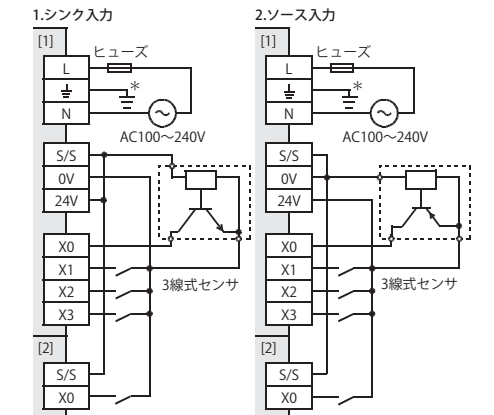 1.シンク入力
[1]
ヒューズ
L
*
N
AC100～240V
S/S
0V
24V
X0
X1
X2
X3
3線式センサ
[2]
S/S
X0
2.ソース入力
[1]
ヒューズ
L
*
N
AC100～240V
S/S
0V
24V
X0
X1
X2
X3
3線式センサ
[2]
S/S
X0